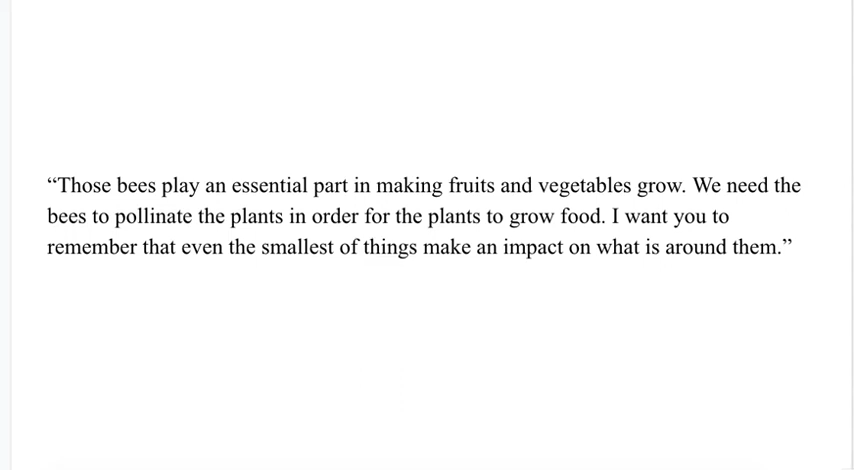 “Those bees play an essential part in making fruits and vegetables grow. We need the
bees to pollinate the plants in order for the plants to grow food. I want you to
remember that even the smallest of things make an impact on what is around them.”